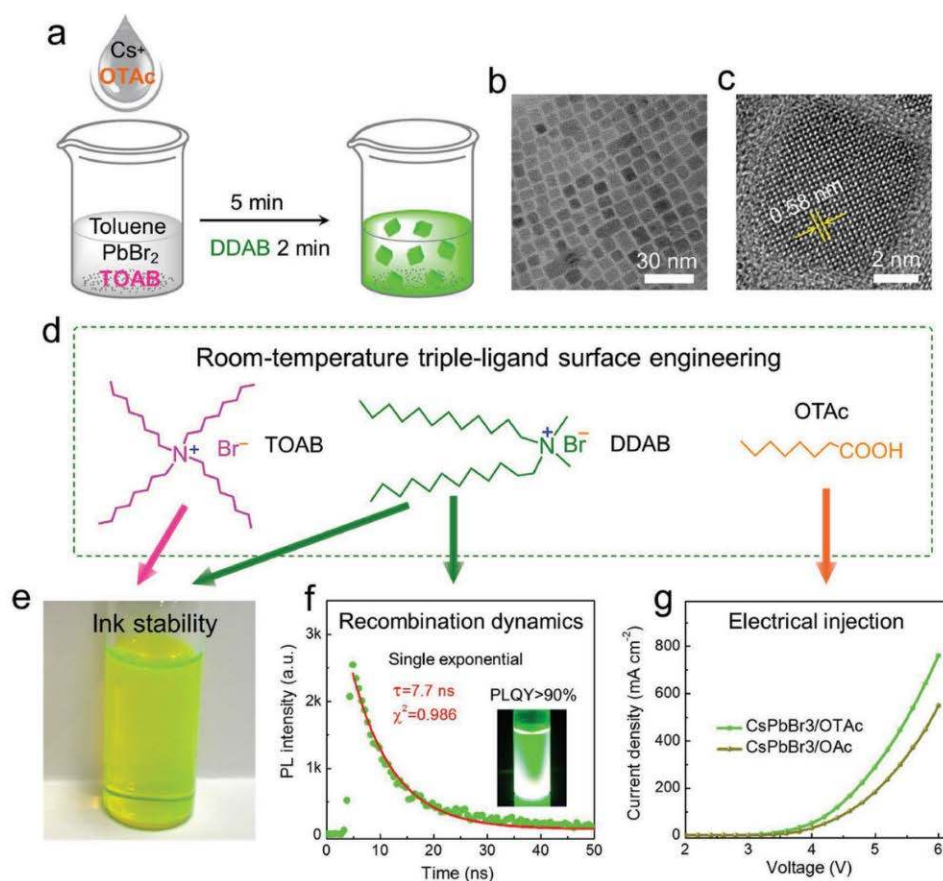 a
Cs+
OTAc
Toluene
PbBr2
TOAB
5 min
DDAB 2 min
b
30 nm
c
0.58 nm
2 nm
d
Room-temperature triple-ligand surface engineering
N+ Br− TOAB
N+ Br− DDAB
OTAc
COOH
e
Ink stability
f
Recombination dynamics
Single exponential
τ=7.7 ns
χ²=0.986
PLQY>90%
PL intensity (a.u.)
3k
2k
1k
0
0 10 20 30 40 50
Time (ns)
g
Electrical injection
CsPbBr3/OTAc
CsPbBr3/OAc
Current density (mA cm⁻²)
800
600
400
200
0
2 3 4 5 6
Voltage (V)